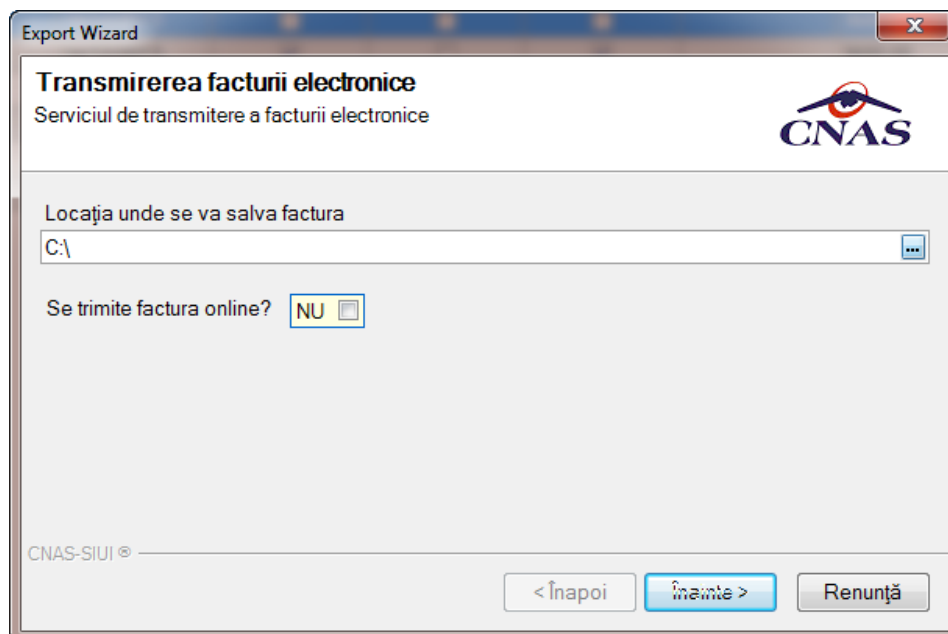 Export Wizard
Transmirerea facturii electronice
Serviciul de transmitere a facturii electronice
CNAS
Locaţia unde se va salva factura
C:\
...
Se trimite factura online? NU
CNAS-SIUI ®
< Înapoi Înainte > Renunţă